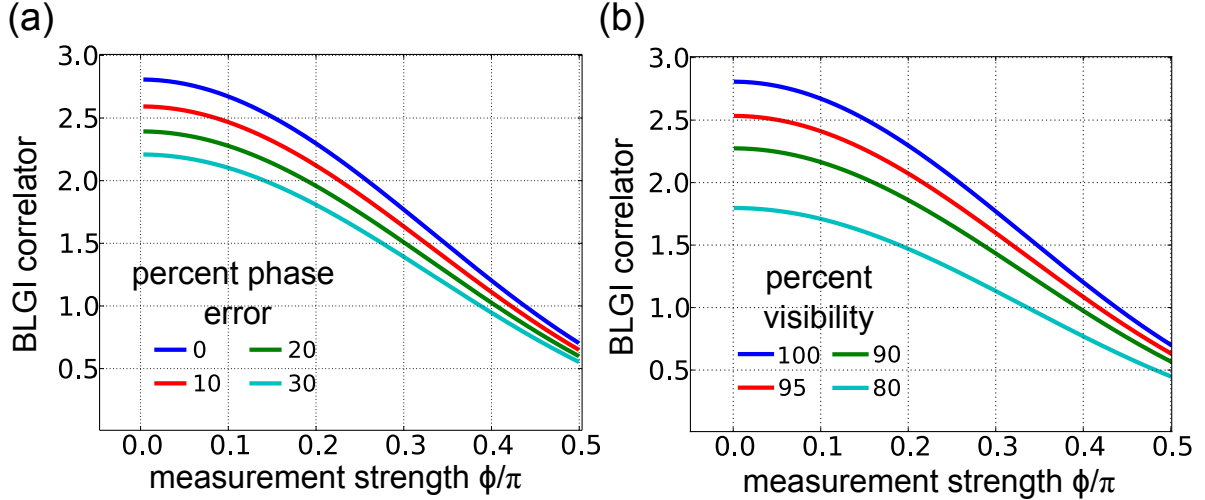 (a)
BLGI correlator
3.0
2.5
2.0
1.5
1.0
0.5
percent phase
error
0 20
10 30
0.0 0.1 0.2 0.3 0.4 0.5
measurement strength ϕ/π
(b)
BLGI correlator
3.0
2.5
2.0
1.5
1.0
0.5
percent
visibility
100 90
95 80
0.0 0.1 0.2 0.3 0.4 0.5
measurement strength ϕ/π